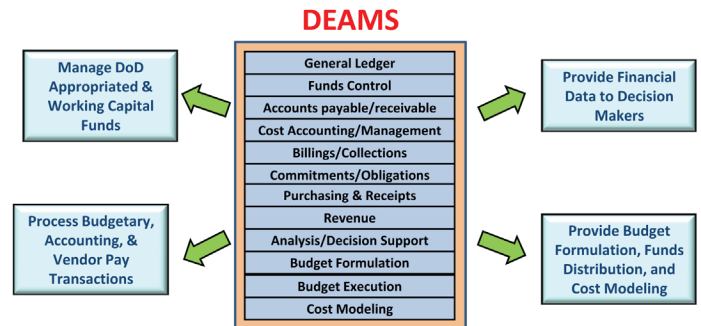 DEAMS
Manage DoD
Appropriated &
Working Capital
Funds
Process Budgetary,
Accounting, &
Vendor Pay
Transactions
General Ledger
Funds Control
Accounts payable/receivable
Cost Accounting/Management
Billings/Collections
Commitments/Obligations
Purchasing & Receipts
Revenue
Analysis/Decision Support
Budget Formulation
Budget Execution
Cost Modeling
Provide Financial
Data to Decision
Makers
Provide Budget
Formulation, Funds
Distribution, and
Cost Modeling